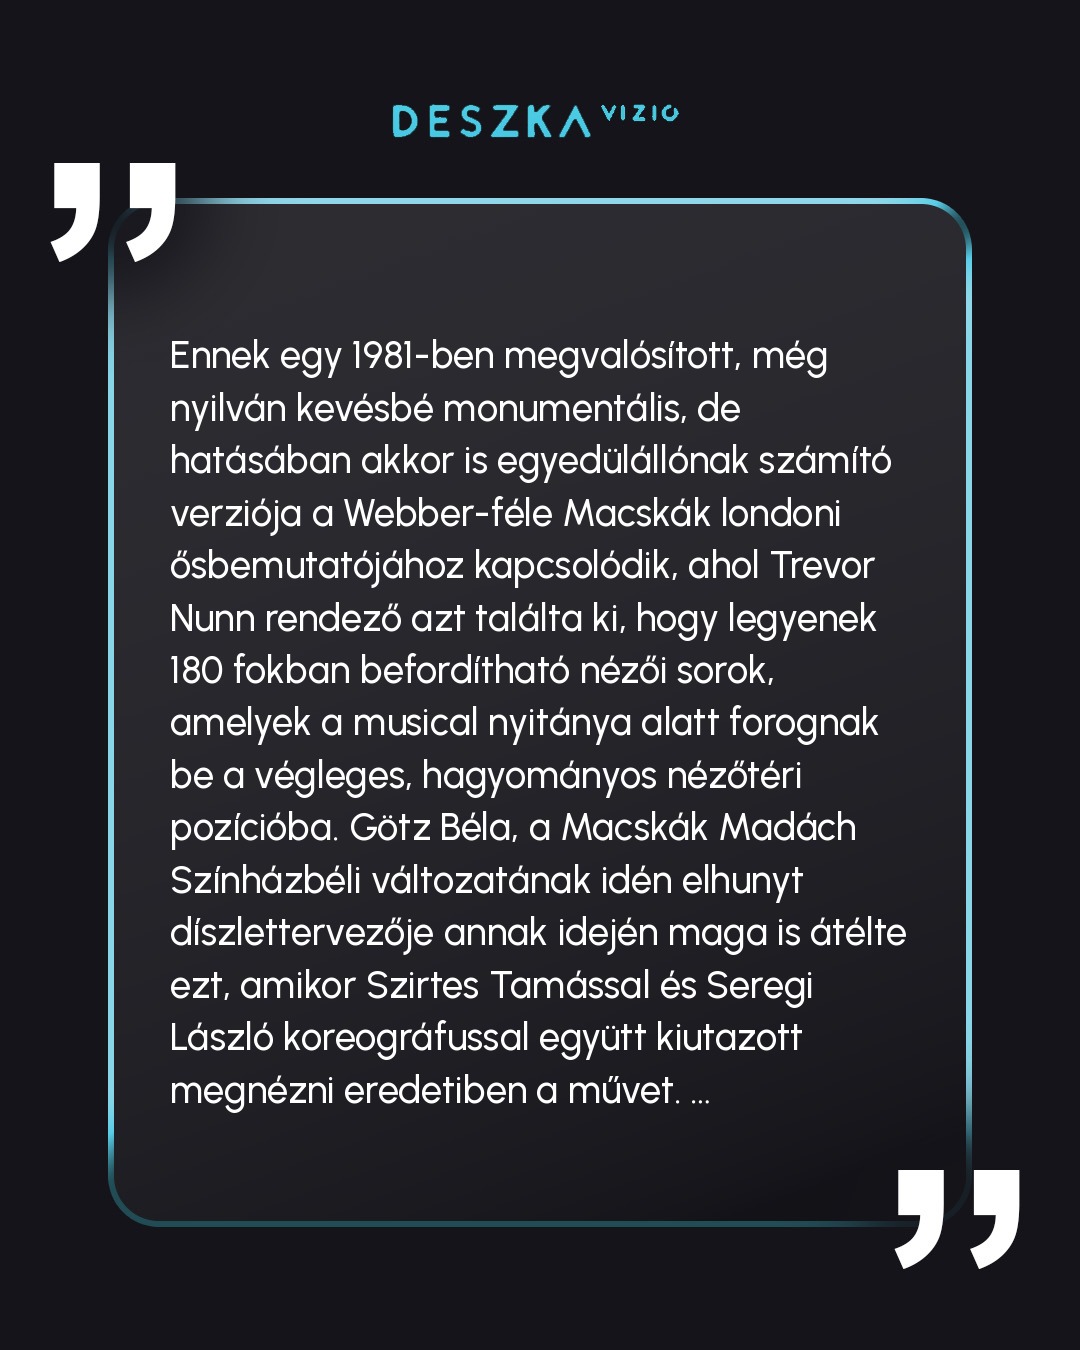 DESZKA VIZIO
”
Ennek egy 1981-ben megvalósított, még
nyilván kevésbé monumentális, de
hatásában akkor is egyedülállónak számító
verziója a Webber-féle Macskák londoni
ősbemutatójához kapcsolódik, ahol Trevor
Nunn rendező azt találta ki, hogy legyenek
180 fokban befordítható nézői sorok,
amelyek a musical nyitánya alatt forognak
be a végleges, hagyományos nézőtéri
pozícióba. Götz Béla, a Macskák Madách
Színházbéli változatának idén elhunyt
díszlettervezője annak idején maga is átélte
ezt, amikor Szirtes Tamással és Seregi
László koreográfussal együtt kiutazott
megnézni eredetiben a művet. ...
”